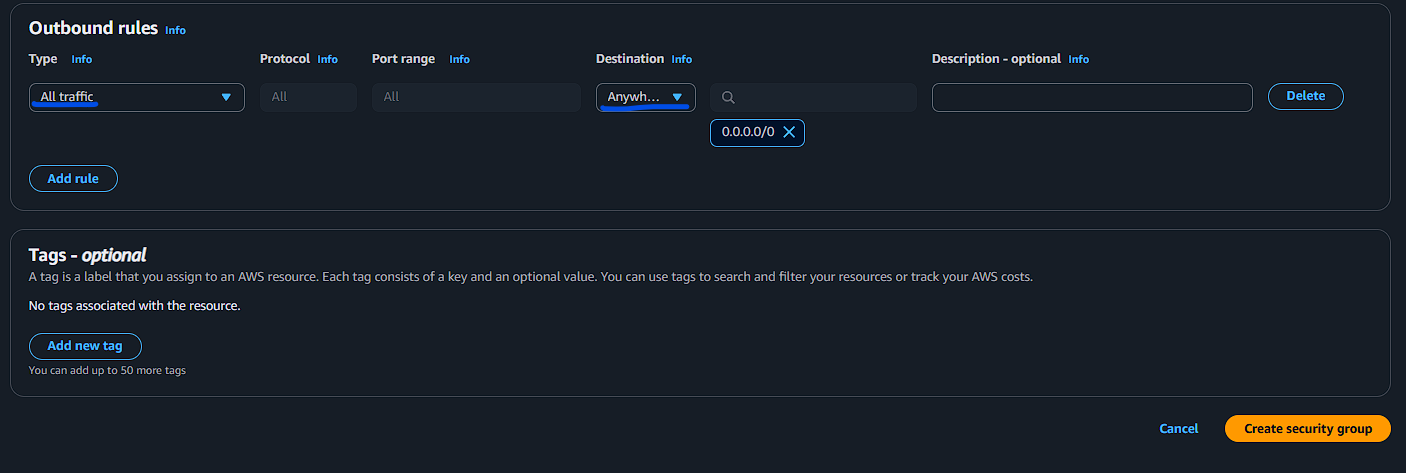 Outbound rules Info
Type Info Protocol Info Port range Info Destination Info Description - optional Info
All traffic All All Anywh... Delete
0.0.0.0/0
Add rule
Tags - optional
A tag is a label that you assign to an AWS resource. Each tag consists of a key and an optional value. You can use tags to search and filter your resources or track your AWS costs.
No tags associated with the resource.
Add new tag
You can add up to 50 more tags
Cancel Create security group